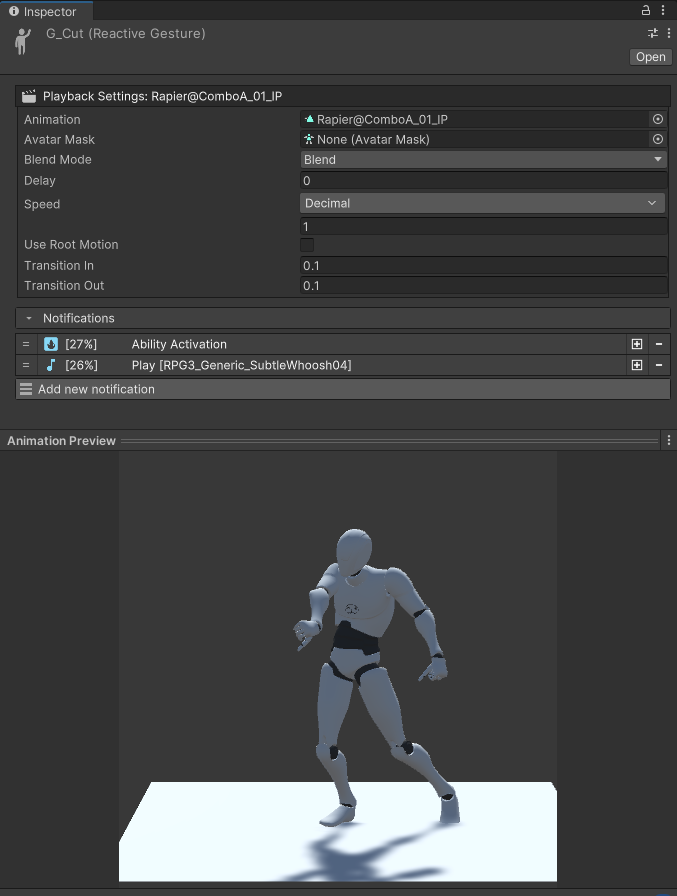 Inspector
G_Cut (Reactive Gesture)
Open
Playback Settings: Rapier@ComboA_01_IP
Animation Rapier@ComboA_01_IP
Avatar Mask None (Avatar Mask)
Blend Mode Blend
Delay 0
Speed Decimal
1
Use Root Motion
Transition In 0.1
Transition Out 0.1
Notifications
[27%] Ability Activation
[26%] Play [RPG3_Generic_SubtleWhoosh04]
Add new notification
Animation Preview